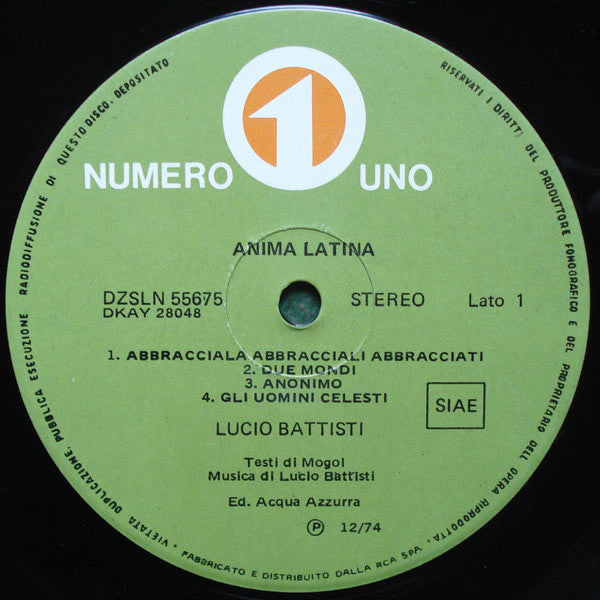 1
NUMERO UNO
ANIMA LATINA
DZSLN 55675 STEREO Lato 1
DKAY 28048
1. ABBRACCIALA ABBRACCIALI ABBRACCIATI
2. DUE MONDI
3. ANONIMO
4. GLI UOMINI CELESTI
SIAE
LUCIO BATTISTI
Testi di Mogol
Musica di Lucio Battisti
Ed. Acqua Azzurra
Ⓟ 12/74
RISERVATI I DIRITTI DEL PRODUTTORE FONOGRAFICO E DEL PROPRIETARIO DELL OPERA RIPRODOTTA
• VIETATA DUPLICAZIONE, PUBBLICA ESECUZIONE RADIODIFFUSIONE DI QUESTO DISCO. DEPOSITATO
FABBRICATO E DISTRIBUITO DALLA RCA SPA •